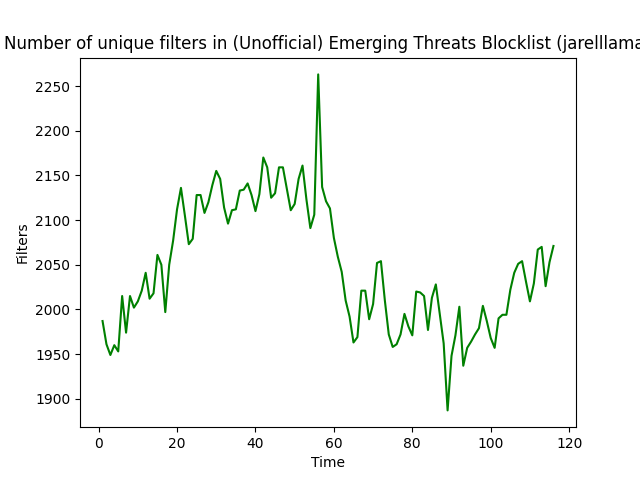 Number of unique filters in (Unofficial) Emerging Threats Blocklist (jarelllama
2250
2200
2150
2100
2050
2000
1950
1900
Filters
0 20 40 60 80 100 120
Time